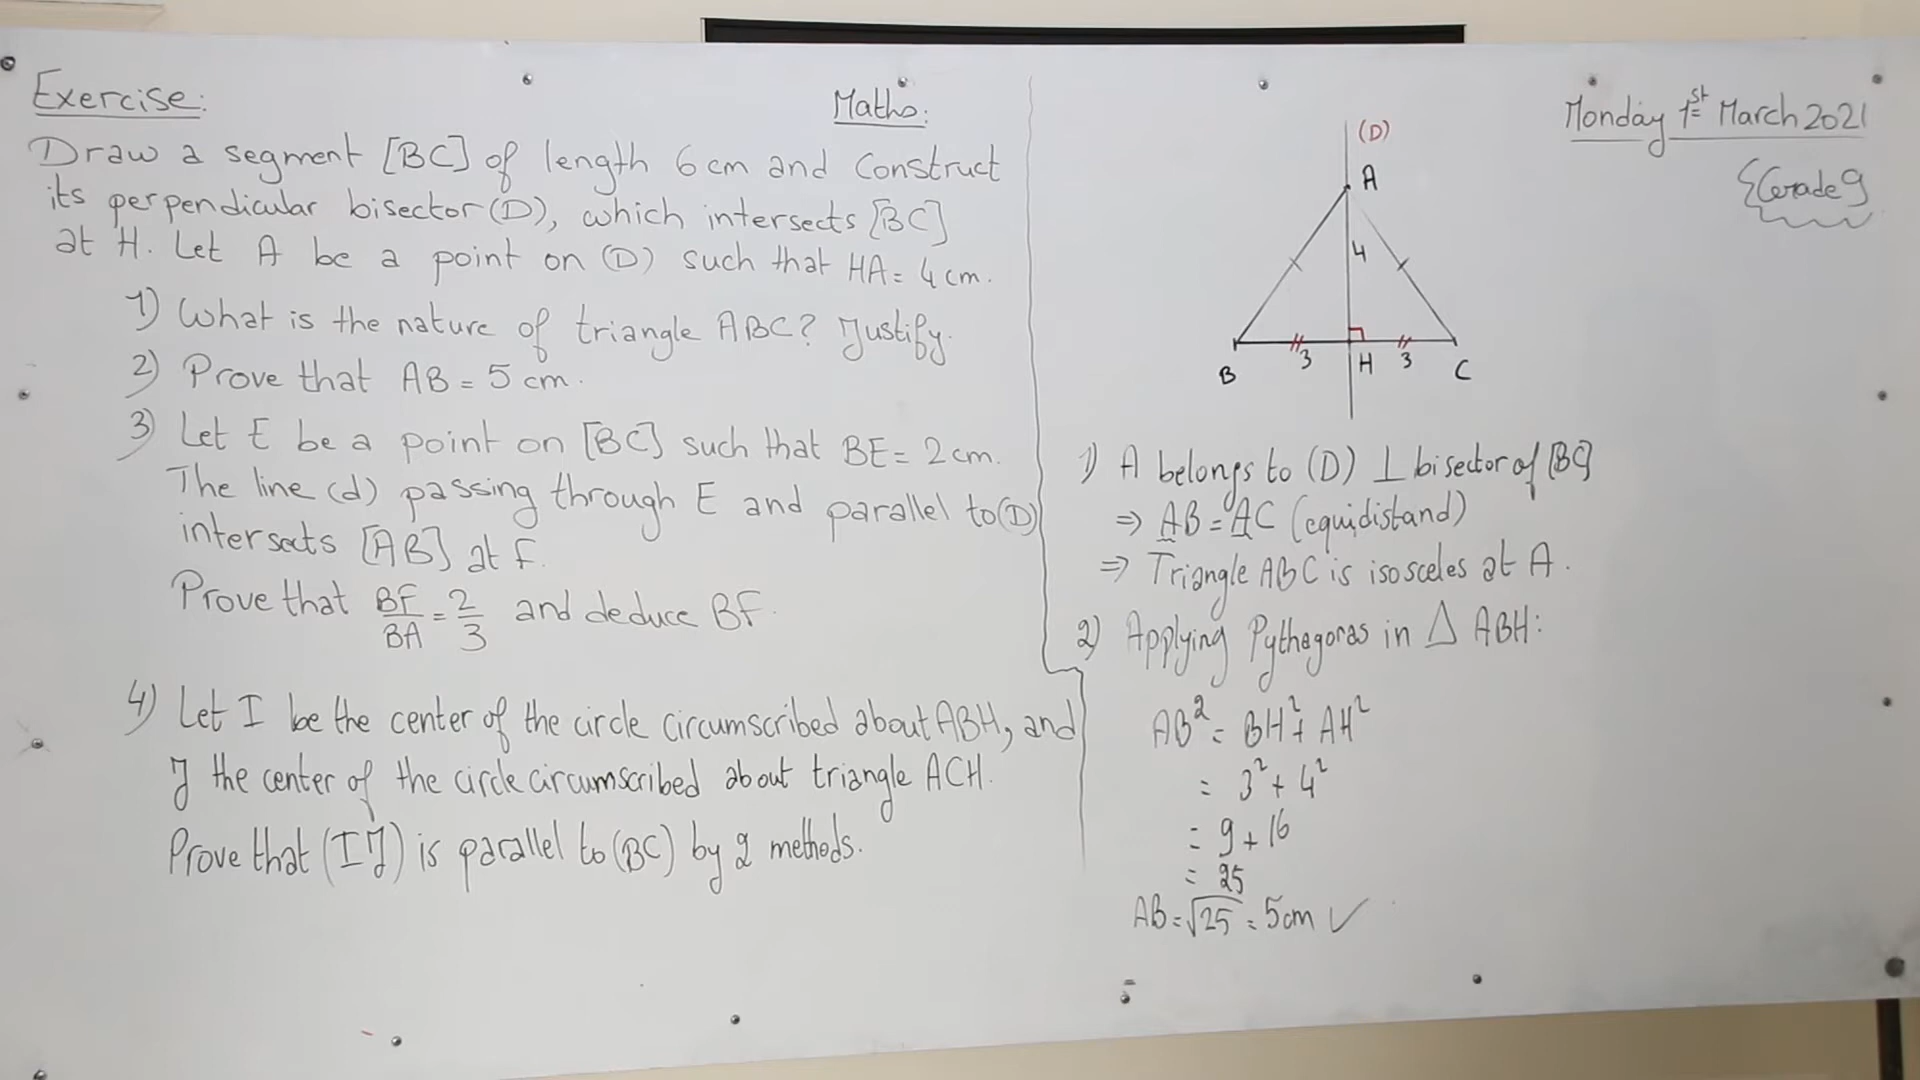 Exercise:
Maths:
Draw a segment [BC] of length 6 cm and construct
its perpendicular bisector (D), which intersects [BC]
at H. Let A be a point on (D) such that HA = 4 cm.
1) What is the nature of triangle ABC? Justify.
2) Prove that AB = 5 cm.
3) Let E be a point on [BC] such that BE = 2 cm.
The line (d) passing through E and parallel to (D)
intersects [AB] at F.
Prove that BF/BA = 2/3 and deduce BF.
4) Let I be the center of the circle circumscribed about ABH, and
J the center of the circle circumscribed about triangle ACH.
Prove that (IJ) is parallel to (BC) by 2 methods.
Monday 1st March 2021
Grade 9
(D)
A
4
3
3
B
H
C
1) A belongs to (D) ⊥ bisector of [BC]
⇒ AB = AC (equidistand)
⇒ Triangle ABC is isosceles at A.
2) Applying Pythagoras in △ ABH:
AB² = BH² + AH²
= 3² + 4²
= 9 + 16
= 25
AB = √25 = 5cm ✓